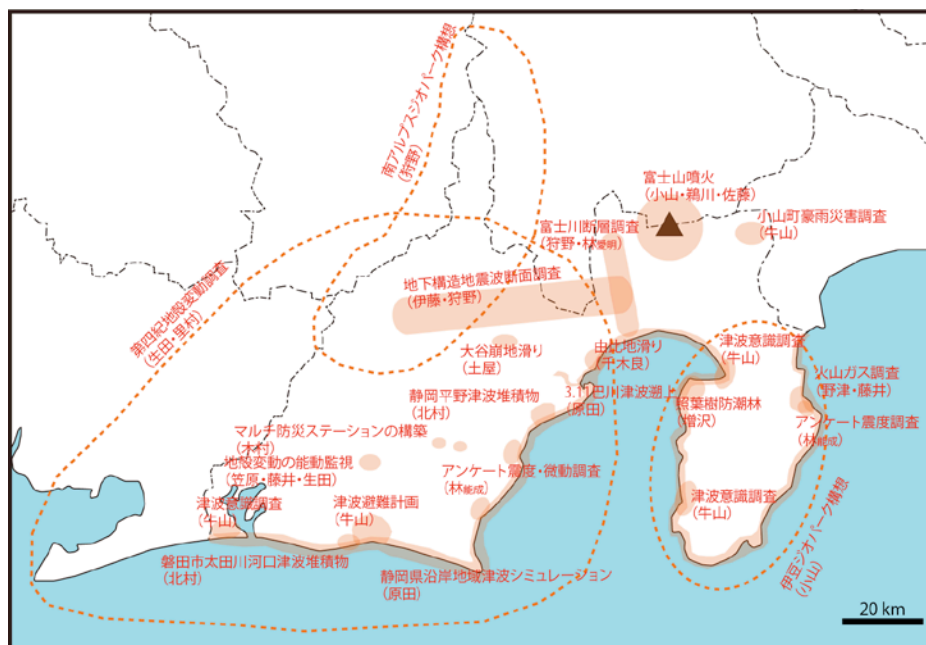 南アルプスジオパーク構想
(狩野)
富士山噴火
(小山・鵜川・佐藤)
小山町豪雨災害調査
(牛山)
富士川断層調査
(狩野・林愛明)
第四紀地殻変動調査
(生田・里村)
地下構造地震波断面調査
(伊藤・狩野)
大谷崩地滑り
(土屋)
由比地滑り
(千木良)
津波意識調査
(牛山)
火山ガス調査
(野津・藤井)
静岡平野津波堆積物
(北村)
3.11巴川津波遡上
(原田)
照葉樹防潮林
(増沢)
アンケート震度調査
(林能成)
マルチ防災ステーションの構築
(木村)
地殻変動の能動監視
(笠原・藤井・生田)
アンケート震度・微動調査
(林能成)
津波意識調査
(牛山)
津波避難計画
(牛山)
津波意識調査
(牛山)
伊豆ジオパーク構想
(小山)
磐田市太田川河口津波堆積物
(北村)
静岡県沿岸地域津波シミュレーション
(原田)
20 km